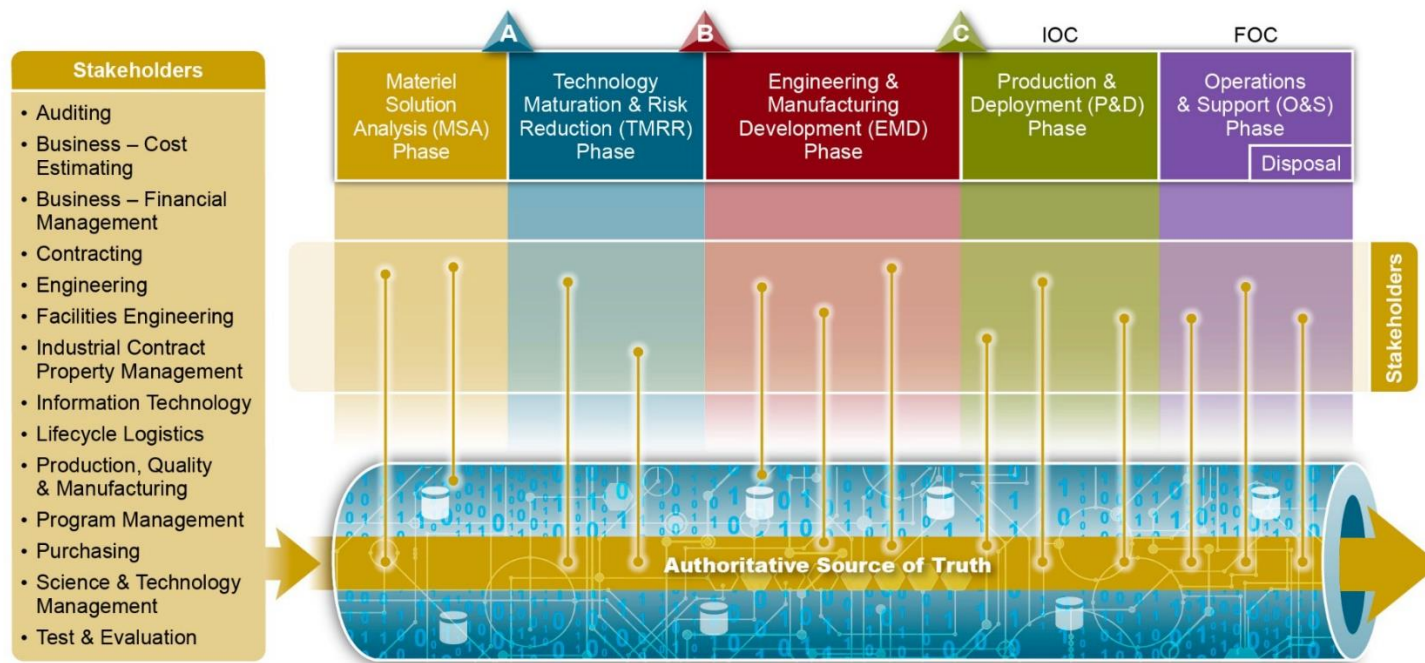 Stakeholders
• Auditing
• Business – Cost
Estimating
• Business – Financial
Management
• Contracting
• Engineering
• Facilities Engineering
• Industrial Contract
Property Management
• Information Technology
• Lifecycle Logistics
• Production, Quality
& Manufacturing
• Program Management
• Purchasing
• Science & Technology
Management
• Test & Evaluation
A
B
C
IOC
FOC
Materiel
Solution
Analysis (MSA)
Phase
Technology
Maturation & Risk
Reduction (TMRR)
Phase
Engineering &
Manufacturing
Development (EMD)
Phase
Production &
Deployment (P&D)
Phase
Operations
& Support (O&S)
Phase
Disposal
Stakeholders
Authoritative Source of Truth